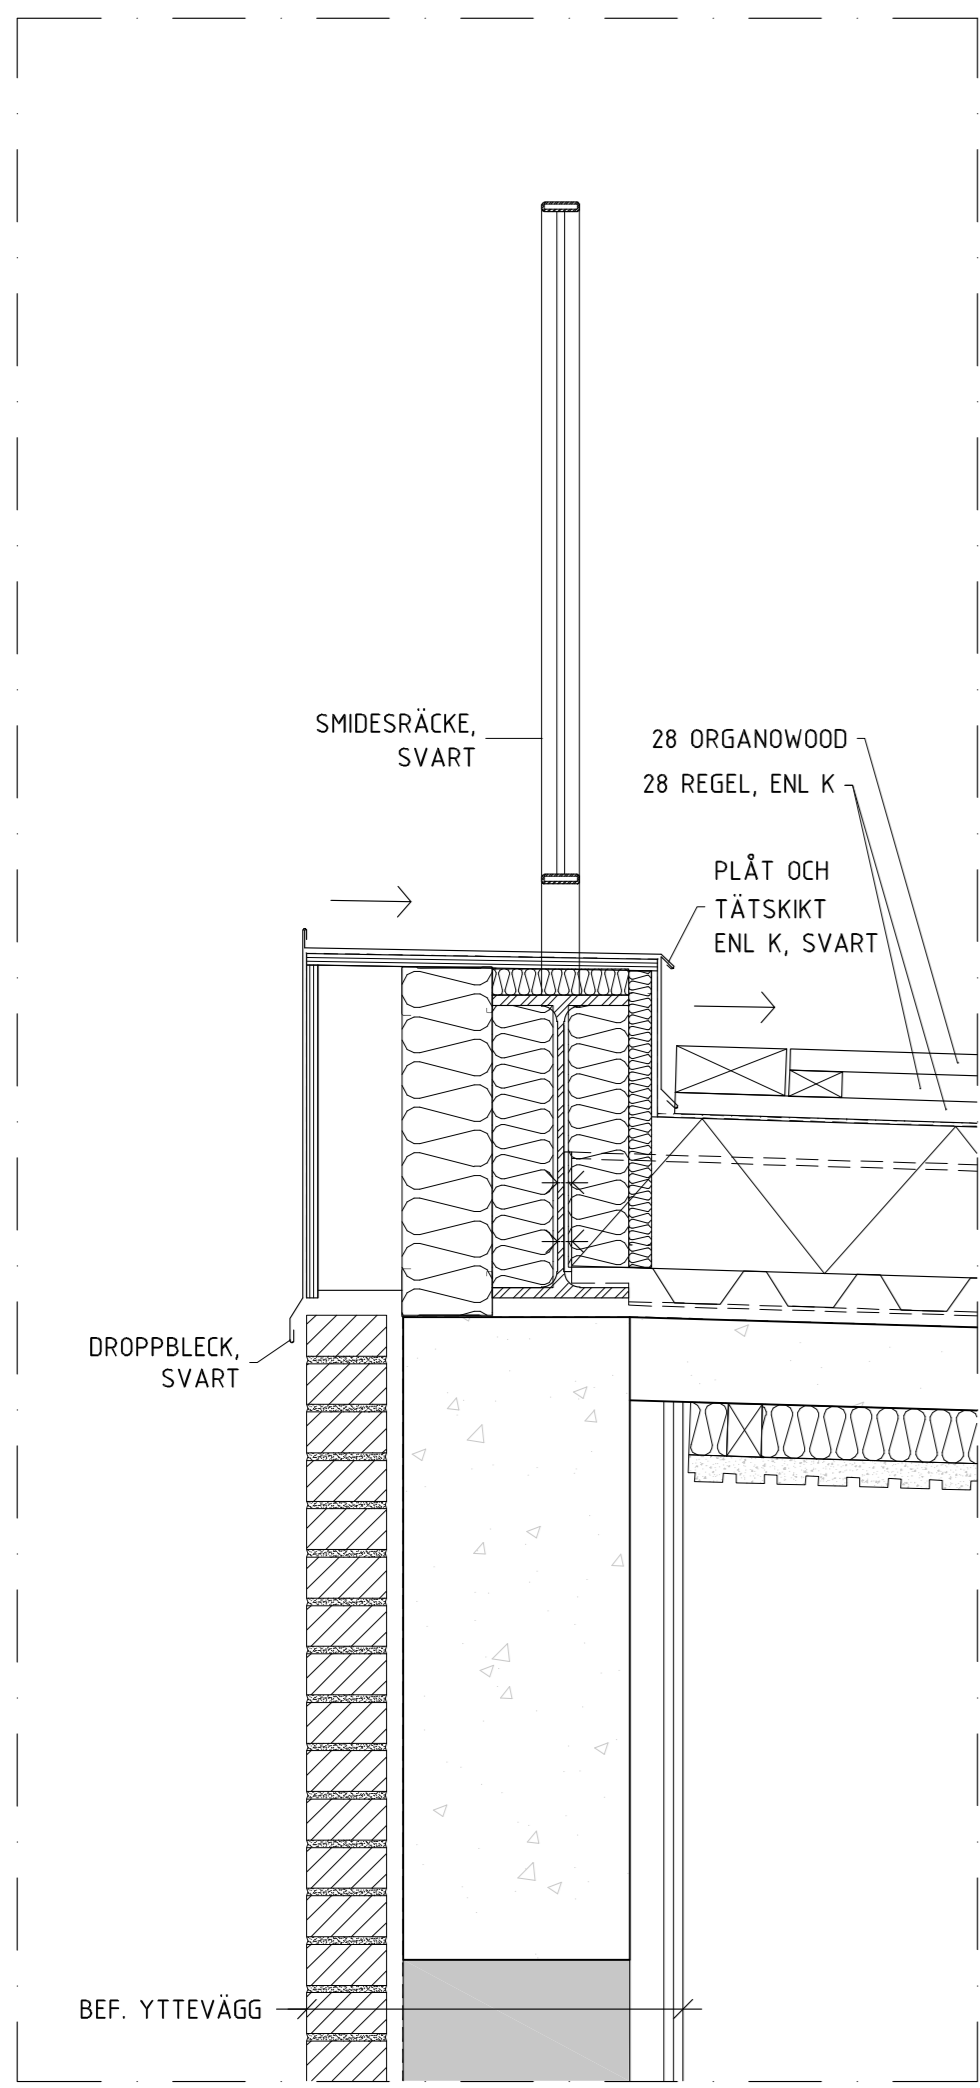 SMIDESRÄCKE,
SVART
28 ORGANOWOOD
28 REGEL, ENL K
PLÅT OCH
TÄTSKIKT
ENL K, SVART
DROPPBLECK,
SVART
BEF. YTTEVÄGG